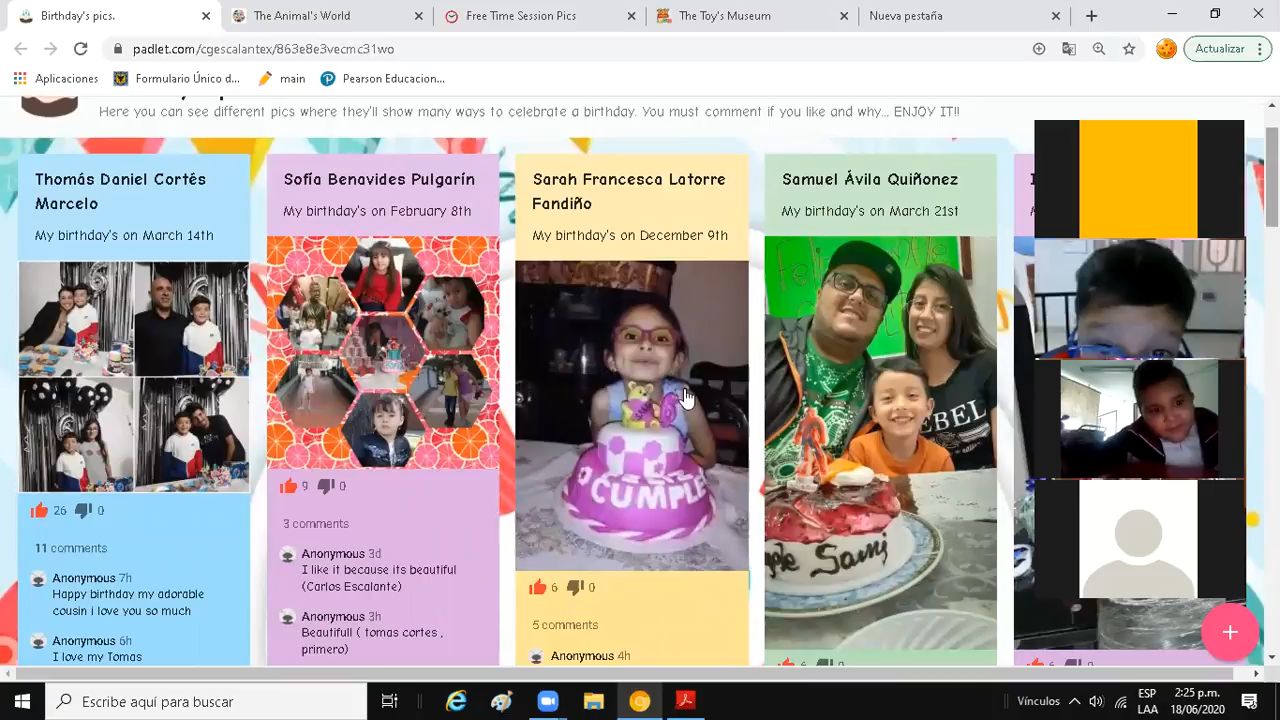 Birthday's pics.
The Animal's World
Free Time Session Pics
The Toy's Museum
Nueva pestaña
padlet.com/cgescalantex/863e8e3vecmc31wo
Actualizar
Aplicaciones
Formulario Único d...
main
Pearson Educacion...
Here you can see different pics where they'll show many ways to celebrate a birthday. You must comment if you like and why... ENJOY IT!!
Thomás Daniel Cortés
Marcelo
My birthday's on March 14th
26
0
11 comments
Anonymous 7h
Happy birthday my adorable
cousin i love you so much
Anonymous 6h
I love my Tomas
Sofía Benavides Pulgarín
My birthday's on February 8th
9
0
3 comments
Anonymous 3d
I like it because its beautiful
(Carlos Escalante)
Anonymous 3h
Beautifull ( tomas cortes ,
primero)
Sarah Francesca Latorre
Fandiño
My birthday's on December 9th
CUMPL
6
0
5 comments
Anonymous 4h
Samuel Ávila Quiñonez
My birthday's on March 21st
REBEL
ple Sami
Escribe aquí para buscar
Vínculos
ESP
LAA
2:25 p.m.
18/06/2020